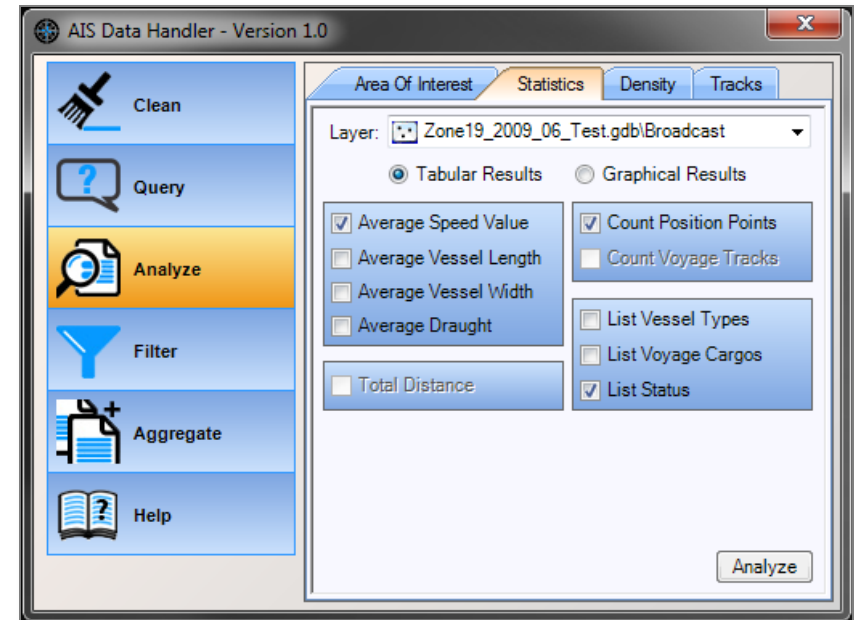 AIS Data Handler - Version 1.0
X
Clean
?
Query
Analyze
Filter
Aggregate
?
Help
Area Of Interest
Statistics
Density
Tracks
Layer: Zone19_2009_06_Test.gdb\Broadcast
Tabular Results
Graphical Results
Average Speed Value
Average Vessel Length
Average Vessel Width
Average Draught
Total Distance
Count Position Points
Count Voyage Tracks
List Vessel Types
List Voyage Cargos
List Status
Analyze